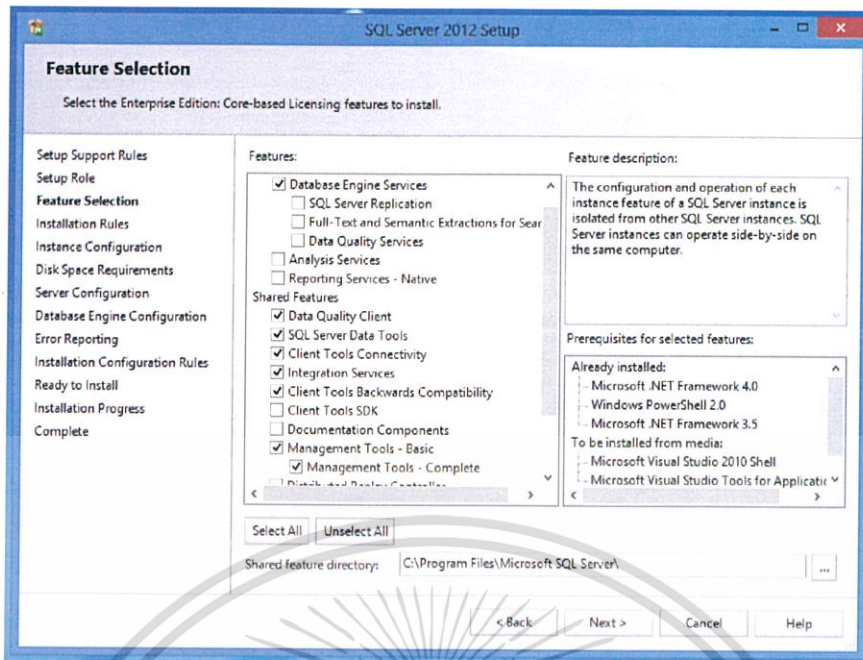 SQL Server 2012 Setup
Feature Selection
Select the Enterprise Edition: Core-based Licensing features to install.
Setup Support Rules
Setup Role
Feature Selection
Installation Rules
Instance Configuration
Disk Space Requirements
Server Configuration
Database Engine Configuration
Error Reporting
Installation Configuration Rules
Ready to Install
Installation Progress
Complete
Features:
Database Engine Services
SQL Server Replication
Full-Text and Semantic Extractions for Sear
Data Quality Services
Analysis Services
Reporting Services - Native
Shared Features
Data Quality Client
SQL Server Data Tools
Client Tools Connectivity
Integration Services
Client Tools Backwards Compatibility
Client Tools SDK
Documentation Components
Management Tools - Basic
Management Tools - Complete
Distributed Replay Controller
Feature description:
The configuration and operation of each
instance feature of a SQL Server instance is
isolated from other SQL Server instances. SQL
Server instances can operate side-by-side on
the same computer.
Prerequisites for selected features:
Already installed:
Microsoft .NET Framework 4.0
Windows PowerShell 2.0
Microsoft .NET Framework 3.5
To be installed from media:
Microsoft Visual Studio 2010 Shell
Microsoft Visual Studio Tools for Applicatic
Select All
Unselect All
Shared feature directory:
C:\Program Files\Microsoft SQL Server\
...
< Back
Next >
Cancel
Help